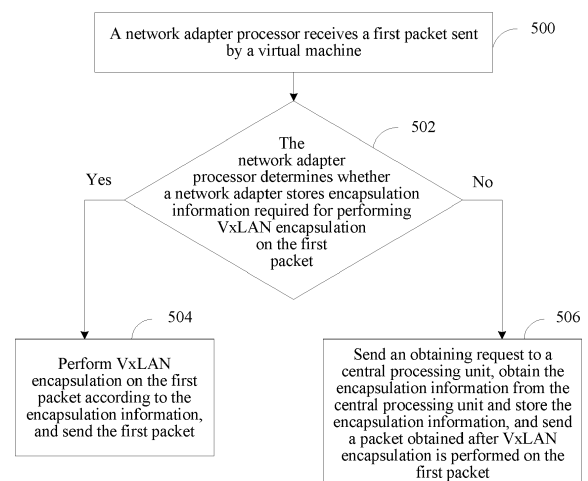 A network adapter processor receives a first packet sent
by a virtual machine
500
502
The
network adapter
processor determines whether
a network adapter stores encapsulation
information required for performing
VxLAN encapsulation
on the first
packet
Yes
No
504
Perform VxLAN
encapsulation on the first
packet according to the
encapsulation information,
and send the first packet
506
Send an obtaining request to a
central processing unit, obtain the
encapsulation information from the
central processing unit and store the
encapsulation information, and send
a packet obtained after VxLAN
encapsulation is performed on the
first packet